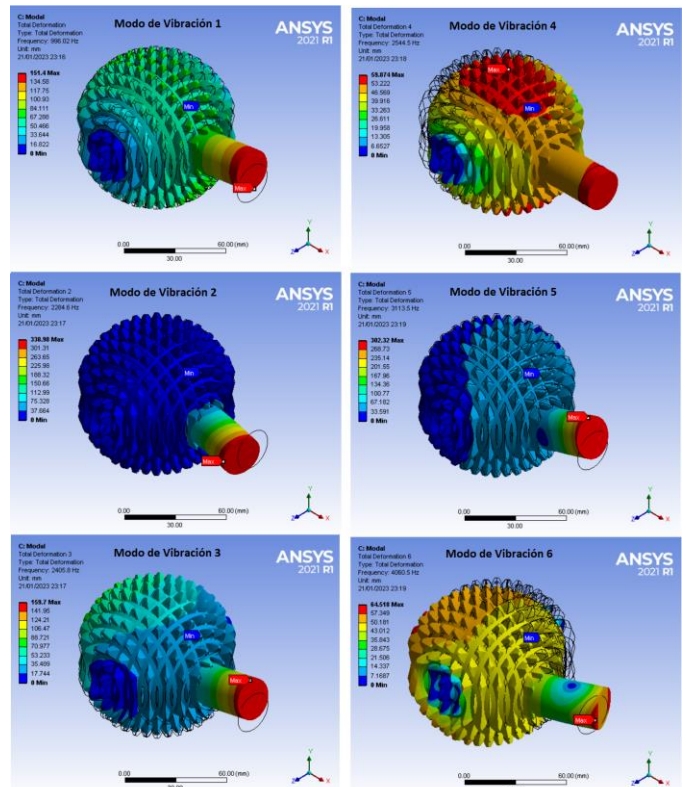 C: Modal
Total Deformation
Type: Total Deformation
Frequency: 996.02 Hz
Unit: mm
21/01/2023 23:16
Modo de Vibración 1
ANSYS
2021 R1
151.4 Max
134.58
117.75
100.93
84.111
67.288
50.466
33.644
16.822
0 Min
Min
Max
0.00
60.00 (mm)
30.00
Y
Z
X
C: Modal
Total Deformation 4
Type: Total Deformation
Frequency: 2544.5 Hz
Unit: mm
21/01/2023 23:18
Modo de Vibración 4
ANSYS
2021 R1
59.874 Max
53.222
46.569
39.916
33.263
26.611
19.958
13.305
6.6527
0 Min
Max
Min
0.00
60.00 (mm)
30.00
Y
Z
X
C: Modal
Total Deformation 2
Type: Total Deformation
Frequency: 2284.6 Hz
Unit: mm
21/01/2023 23:17
Modo de Vibración 2
ANSYS
2021 R1
338.98 Max
301.31
263.65
225.98
188.32
150.66
112.99
75.328
37.664
0 Min
Min
Max
0.00
60.00 (mm)
30.00
Y
Z
X
C: Modal
Total Deformation 5
Type: Total Deformation
Frequency: 3113.5 Hz
Unit: mm
21/01/2023 23:19
Modo de Vibración 5
ANSYS
2021 R1
302.32 Max
268.73
235.14
201.55
167.96
134.36
100.77
67.182
33.591
0 Min
Min
Max
0.00
60.00 (mm)
30.00
Y
Z
X
C: Modal
Total Deformation 3
Type: Total Deformation
Frequency: 2405.8 Hz
Unit: mm
21/01/2023 23:17
Modo de Vibración 3
ANSYS
2021 R1
159.7 Max
141.95
124.21
106.47
88.721
70.977
53.233
35.489
17.744
0 Min
Min
Max
0.00
60.00 (mm)
30.00
Y
Z
X
C: Modal
Total Deformation 6
Type: Total Deformation
Frequency: 4060.5 Hz
Unit: mm
21/01/2023 23:19
Modo de Vibración 6
ANSYS
2021 R1
64.518 Max
57.349
50.181
43.012
35.843
28.675
21.506
14.337
7.1687
0 Min
Min
Max
0.00
60.00 (mm)
30.00
Y
Z
X